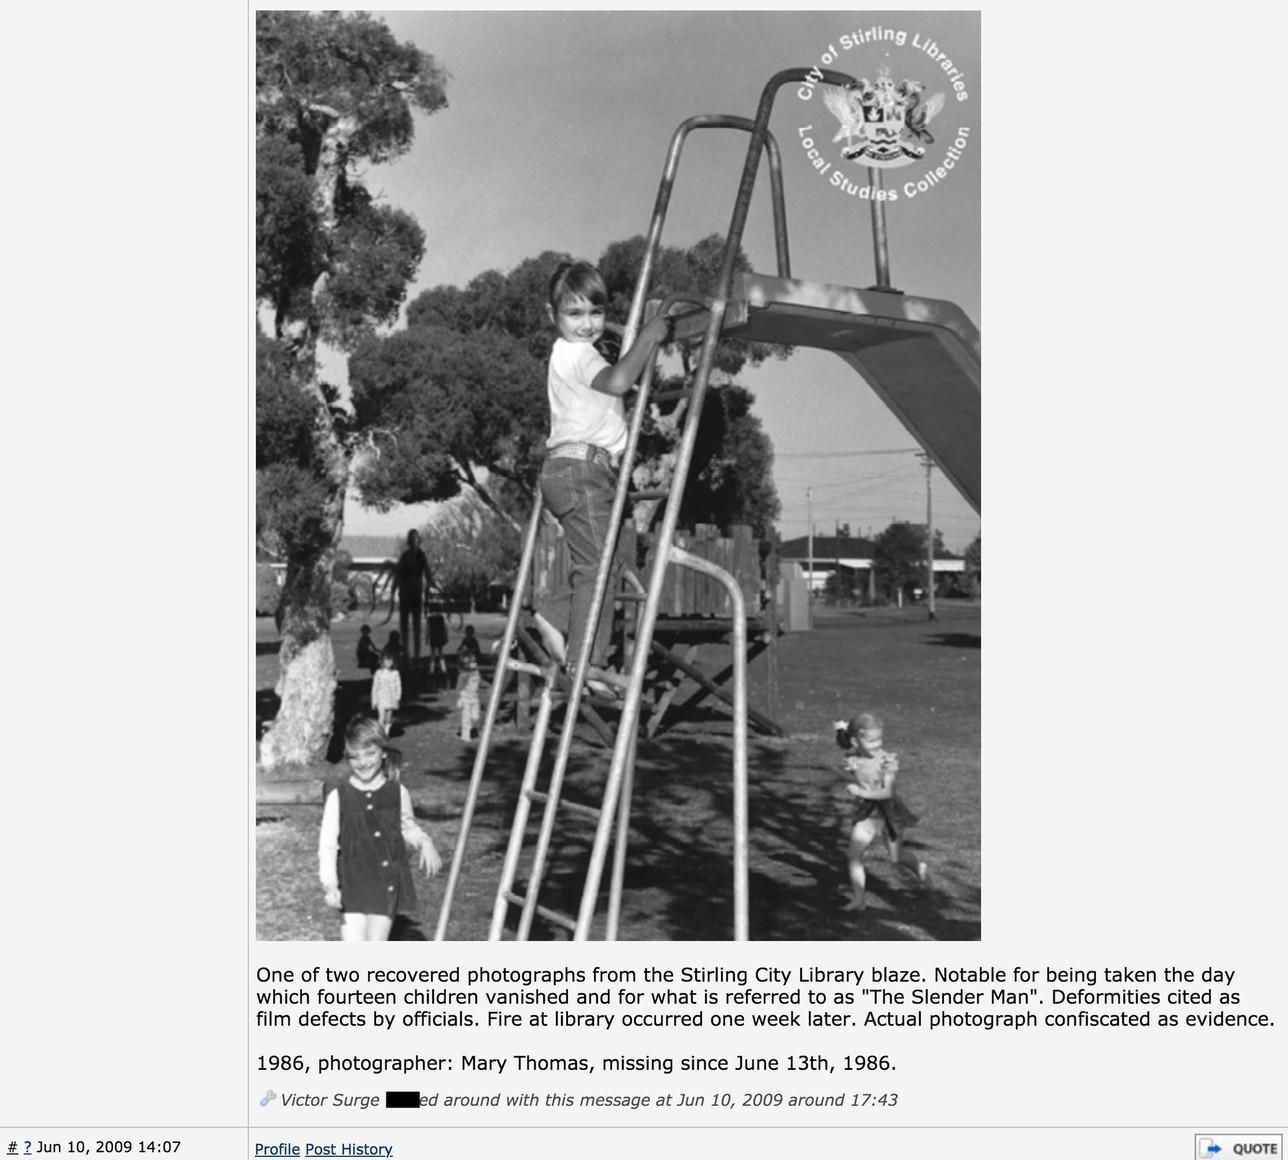 City of Stirling Libraries
Local Studies Collection
One of two recovered photographs from the Stirling City Library blaze. Notable for being taken the day
which fourteen children vanished and for what is referred to as "The Slender Man". Deformities cited as
film defects by officials. Fire at library occurred one week later. Actual photograph confiscated as evidence.
1986, photographer: Mary Thomas, missing since June 13th, 1986.
Victor Surge ed around with this message at Jun 10, 2009 around 17:43
# ? Jun 10, 2009 14:07
Profile Post History
QUOTE